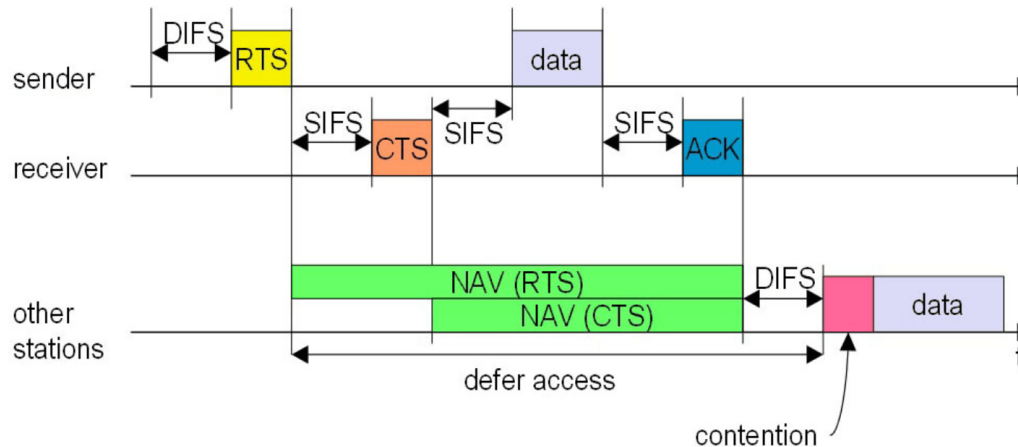 DIFS
RTS
data
sender
SIFS
CTS
SIFS
SIFS
ACK
receiver
NAV (RTS)
DIFS
NAV (CTS)
data
other
stations
t
defer access
contention